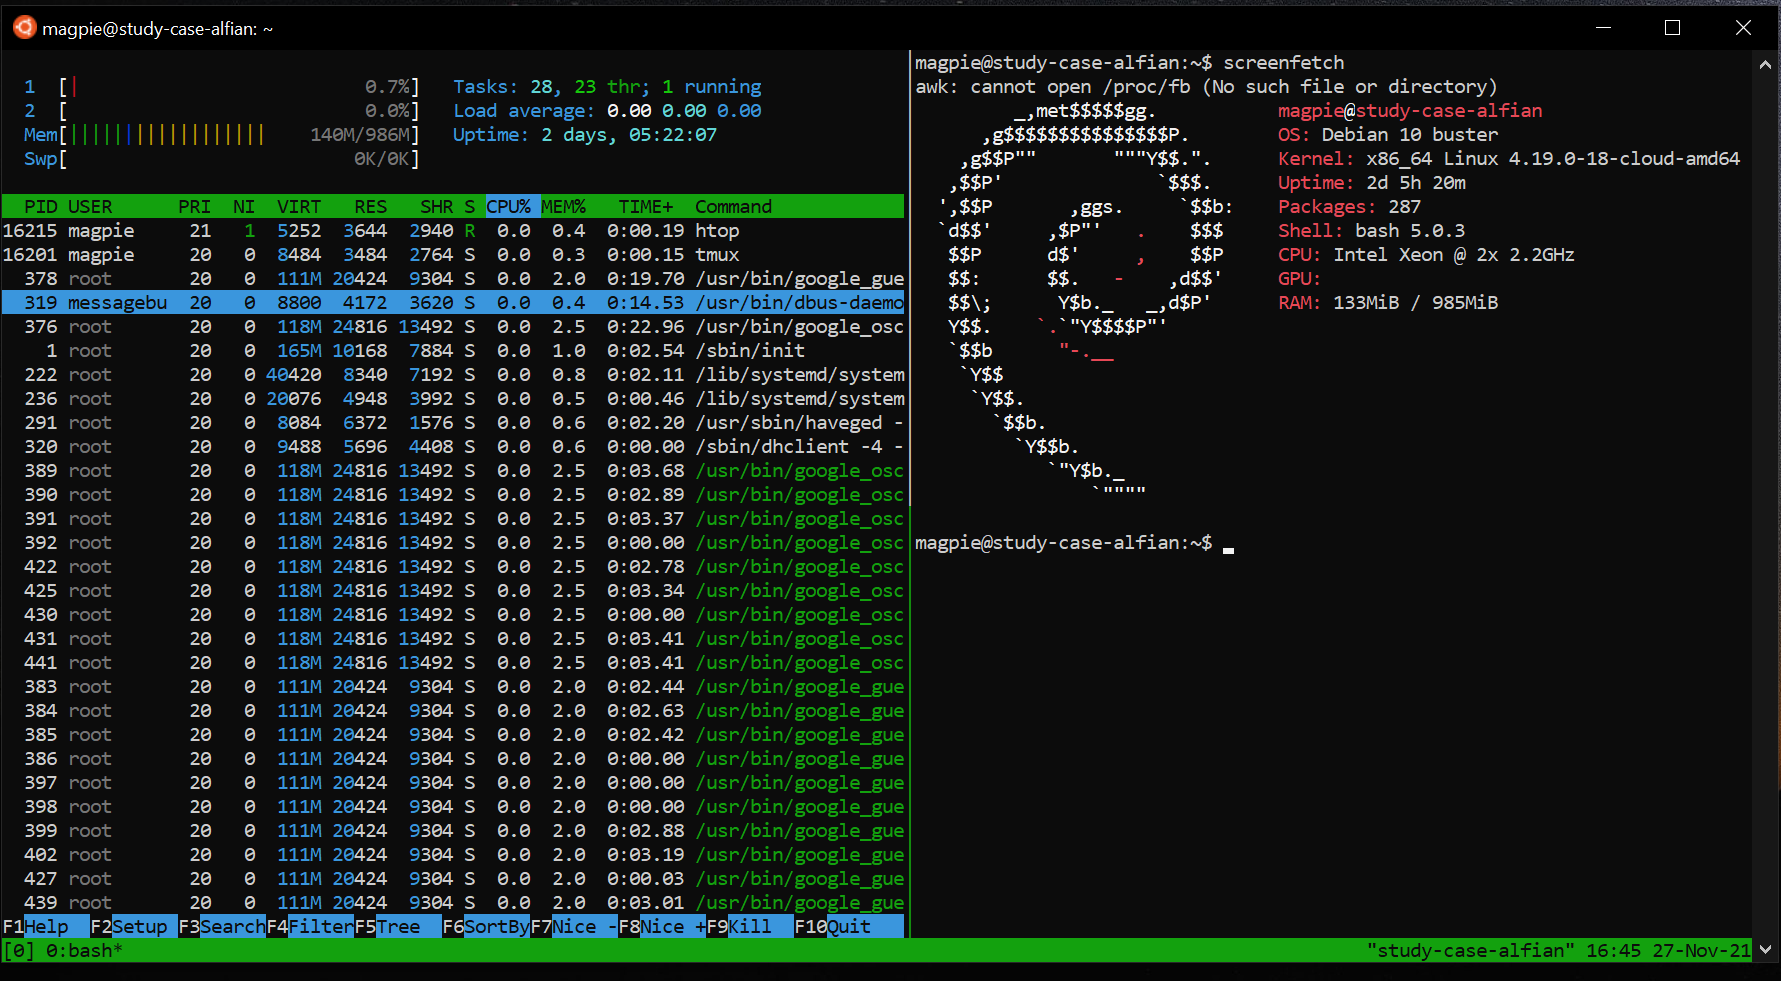 magpie@study-case-alfian: ~
1 [| 0.7%] Tasks: 28, 23 thr; 1 running
2 [ 0.0%] Load average: 0.00 0.00 0.00
Mem[|||||||||||||||||| 140M/986M] Uptime: 2 days, 05:22:07
Swp[ 0K/0K]
PID USER PRI NI VIRT RES SHR S CPU% MEM% TIME+ Command
16215 magpie 21 1 5252 3644 2940 R 0.0 0.4 0:00.19 htop
16201 magpie 20 0 8484 3484 2764 S 0.0 0.3 0:00.15 tmux
378 root 20 0 111M 20424 9304 S 0.0 2.0 0:19.70 /usr/bin/google_gue
319 messagebu 20 0 8800 4172 3620 S 0.0 0.4 0:14.53 /usr/bin/dbus-daemo
376 root 20 0 118M 24816 13492 S 0.0 2.5 0:22.96 /usr/bin/google_osc
1 root 20 0 165M 10168 7884 S 0.0 1.0 0:02.54 /sbin/init
222 root 20 0 40420 8340 7192 S 0.0 0.8 0:02.11 /lib/systemd/system
236 root 20 0 20076 4948 3992 S 0.0 0.5 0:00.46 /lib/systemd/system
291 root 20 0 8084 6372 1576 S 0.0 0.6 0:02.20 /usr/sbin/haveged -
320 root 20 0 9488 5696 4408 S 0.0 0.6 0:00.00 /sbin/dhclient -4 -
389 root 20 0 118M 24816 13492 S 0.0 2.5 0:03.68 /usr/bin/google_osc
390 root 20 0 118M 24816 13492 S 0.0 2.5 0:02.89 /usr/bin/google_osc
391 root 20 0 118M 24816 13492 S 0.0 2.5 0:03.37 /usr/bin/google_osc
392 root 20 0 118M 24816 13492 S 0.0 2.5 0:00.00 /usr/bin/google_osc
422 root 20 0 118M 24816 13492 S 0.0 2.5 0:02.78 /usr/bin/google_osc
425 root 20 0 118M 24816 13492 S 0.0 2.5 0:03.34 /usr/bin/google_osc
430 root 20 0 118M 24816 13492 S 0.0 2.5 0:00.00 /usr/bin/google_osc
431 root 20 0 118M 24816 13492 S 0.0 2.5 0:03.41 /usr/bin/google_osc
441 root 20 0 118M 24816 13492 S 0.0 2.5 0:03.41 /usr/bin/google_osc
383 root 20 0 111M 20424 9304 S 0.0 2.0 0:02.44 /usr/bin/google_gue
384 root 20 0 111M 20424 9304 S 0.0 2.0 0:02.63 /usr/bin/google_gue
385 root 20 0 111M 20424 9304 S 0.0 2.0 0:02.42 /usr/bin/google_gue
386 root 20 0 111M 20424 9304 S 0.0 2.0 0:00.00 /usr/bin/google_gue
397 root 20 0 111M 20424 9304 S 0.0 2.0 0:00.00 /usr/bin/google_gue
398 root 20 0 111M 20424 9304 S 0.0 2.0 0:00.00 /usr/bin/google_gue
399 root 20 0 111M 20424 9304 S 0.0 2.0 0:02.88 /usr/bin/google_gue
402 root 20 0 111M 20424 9304 S 0.0 2.0 0:03.19 /usr/bin/google_gue
427 root 20 0 111M 20424 9304 S 0.0 2.0 0:00.03 /usr/bin/google_gue
439 root 20 0 111M 20424 9304 S 0.0 2.0 0:03.01 /usr/bin/google_gue
F1Help F2Setup F3SearchF4FilterF5Tree F6SortByF7Nice -F8Nice +F9Kill F10Quit
magpie@study-case-alfian:~$ screenfetch
awk: cannot open /proc/fb (No such file or directory)
_,met$$$$$gg. magpie@study-case-alfian
,g$$$$$$$$$$$$$$$P. OS: Debian 10 buster
,g$$P"" """Y$$.". Kernel: x86_64 Linux 4.19.0-18-cloud-amd64
,$$P' `$$$. Uptime: 2d 5h 20m
',$$P ,ggs. `$$b: Packages: 287
`d$$' ,$P"' . $$$ Shell: bash 5.0.3
$$P d$' , $$P CPU: Intel Xeon @ 2x 2.2GHz
$$: $$. - ,d$$' GPU:
$$\; Y$b._ _,d$P' RAM: 133MiB / 985MiB
Y$$. `.`"Y$$$$P"'
`$$b "-.__
`Y$$
`Y$$.
`$$b.
`Y$$b.
`"Y$b._
`""""
magpie@study-case-alfian:~$
[0] 0:bash* "study-case-alfian" 16:45 27-Nov-21